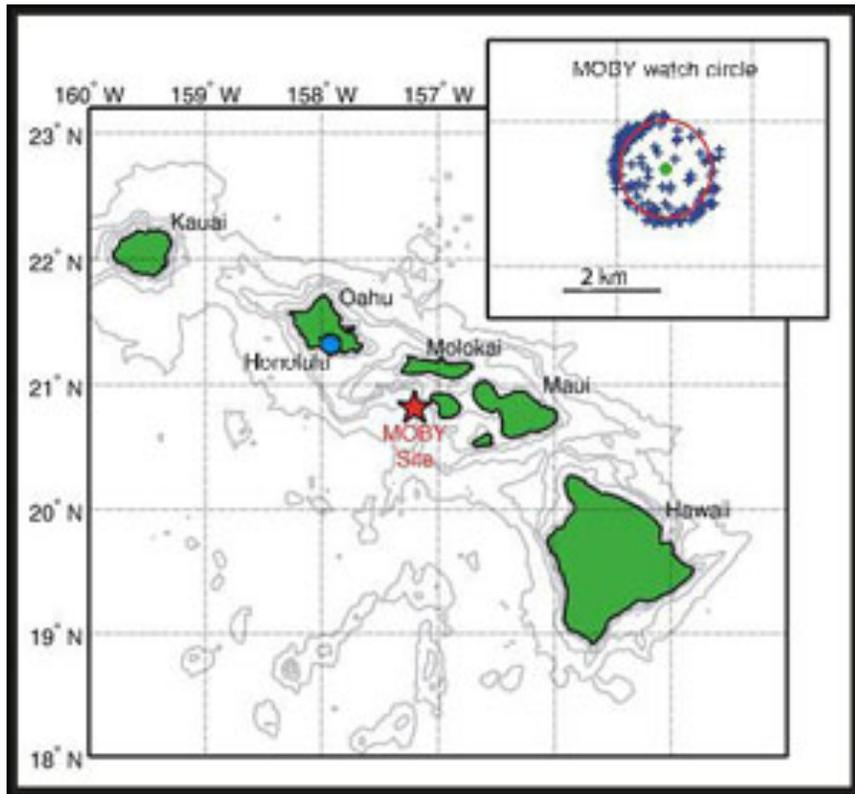 MOBY watch circle
2 km
160° W
159° W
158° W
157° W
23° N
22° N
21° N
20° N
19° N
18° N
Kauai
Oahu
Honolulu
Molokai
Maui
MOBY
Site
Hawaii